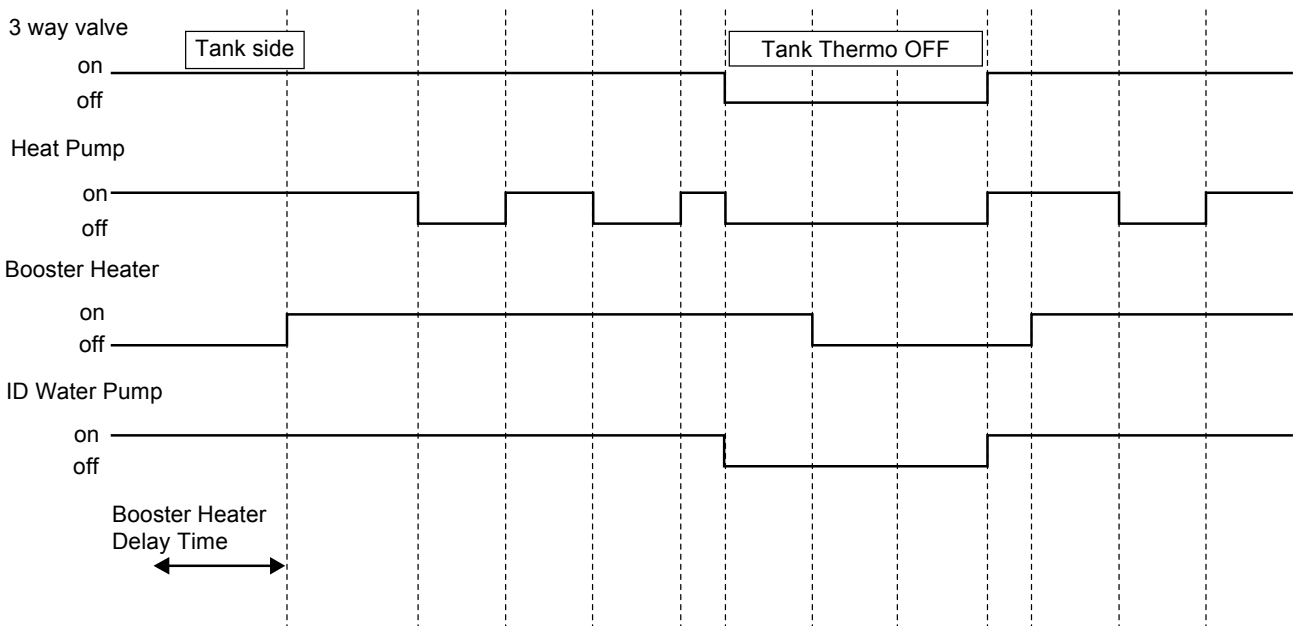 3 way valve
Tank side
Tank Thermo OFF
on
off
Heat Pump
on
off
Booster Heater
on
off
ID Water Pump
on
off
Booster Heater
Delay Time